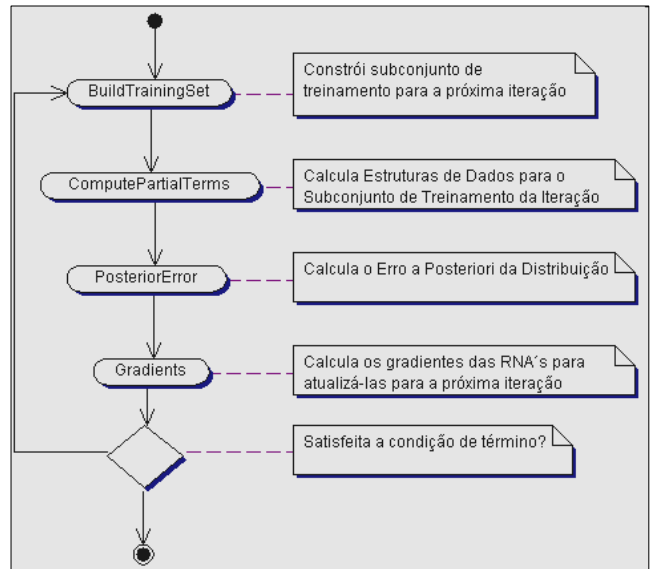 BuildTrainingSet
Constrói subconjunto de
treinamento para a próxima iteração
ComputePartialTerms
Calcula Estruturas de Dados para o
Subconjunto de Treinamento da Iteração
PosteriorError
Calcula o Erro a Posteriori da Distribuição
Gradients
Calcula os gradientes das RNA´s para
atualizá-las para a próxima iteração
Satisfeita a condição de término?